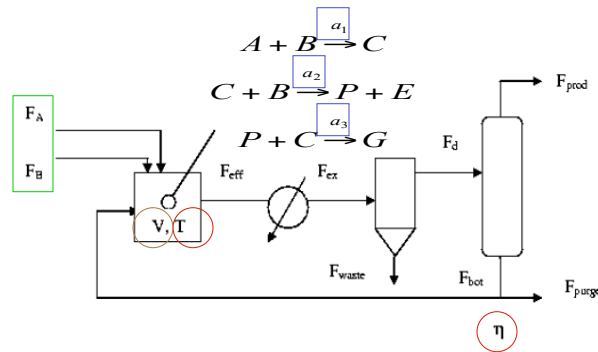 a₁
A + B → C
a₂
C + B → P + E
a₃
P + C → G
F_A
F_B
F_eff
F_ex
F_d
F_prod
V, T
F_waste
F_bot
F_purge
η